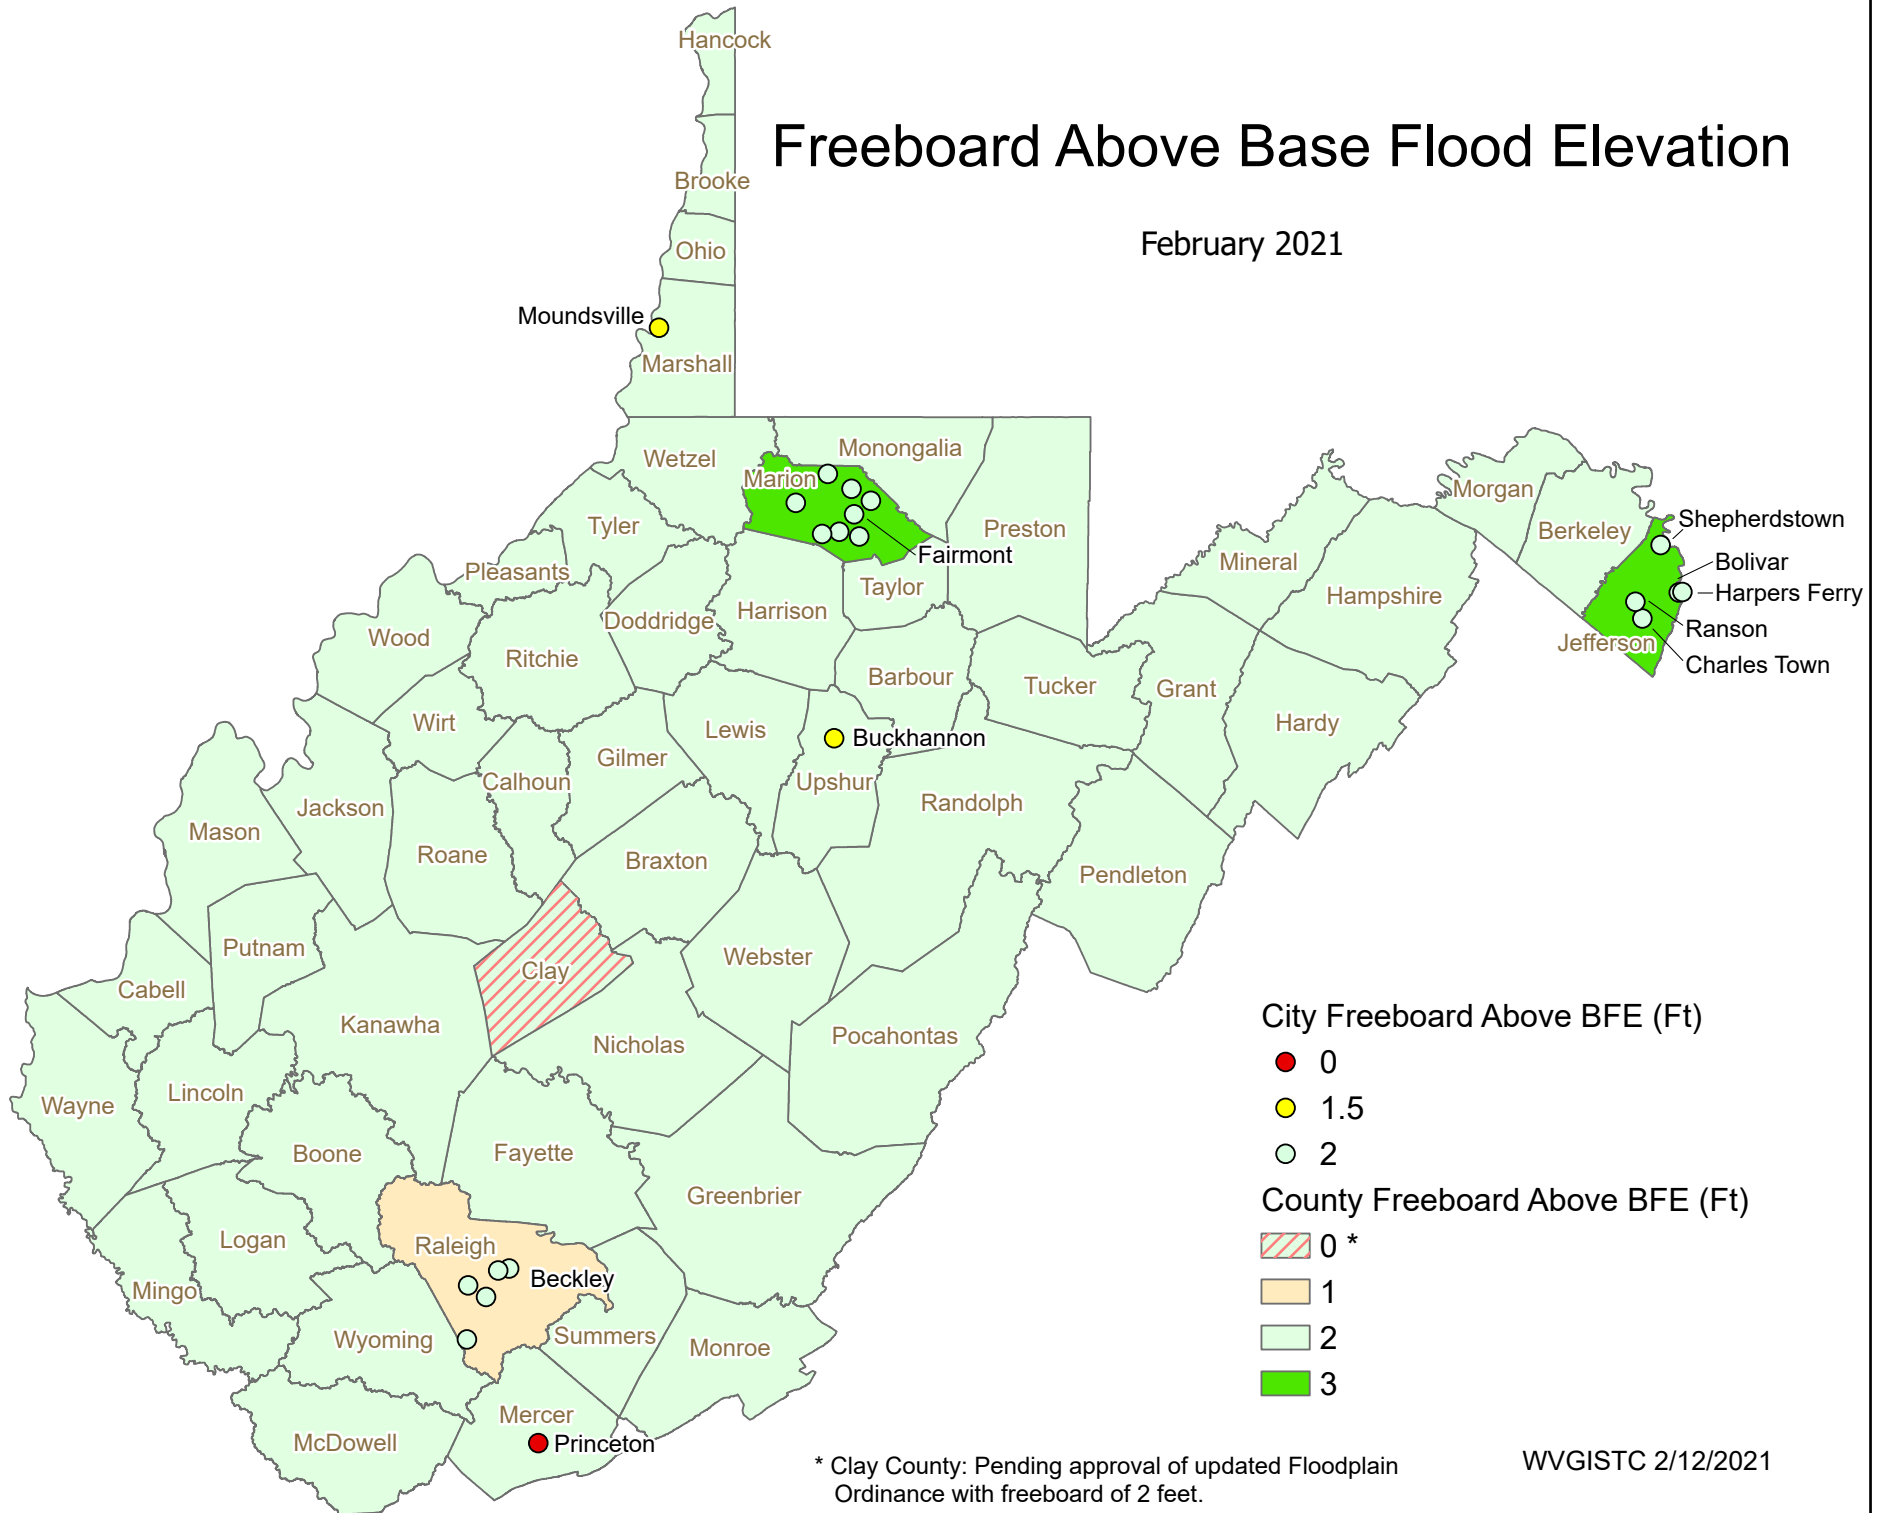 Hancock
Freeboard Above Base Flood Elevation
Brooke
February 2021
Ohio
Moundsville
Marshall
Wetzel
Monongalia
Marion
Morgan
Tyler
Preston
Berkeley
Shepherdstown
Fairmont
Pleasants
Mineral
Bolivar
Taylor
Hampshire
Harpers Ferry
Doddridge
Harrison
Wood
Ranson
Jefferson
Ritchie
Charles Town
Barbour
Tucker
Grant
Wirt
Lewis
Hardy
Buckhannon
Gilmer
Calhoun
Upshur
Jackson
Randolph
Mason
Roane
Braxton
Pendleton
Putnam
Webster
Clay
Cabell
Kanawha
Pocahontas
Nicholas
City Freeboard Above BFE (Ft)
0
1.5
2
Lincoln
Wayne
Boone
Fayette
Greenbrier
County Freeboard Above BFE (Ft)
0 *
1
2
3
Logan
Raleigh
Beckley
Mingo
Wyoming
Summers
Monroe
Mercer
McDowell
Princeton
* Clay County: Pending approval of updated Floodplain
Ordinance with freeboard of 2 feet.
WVGISTC 2/12/2021